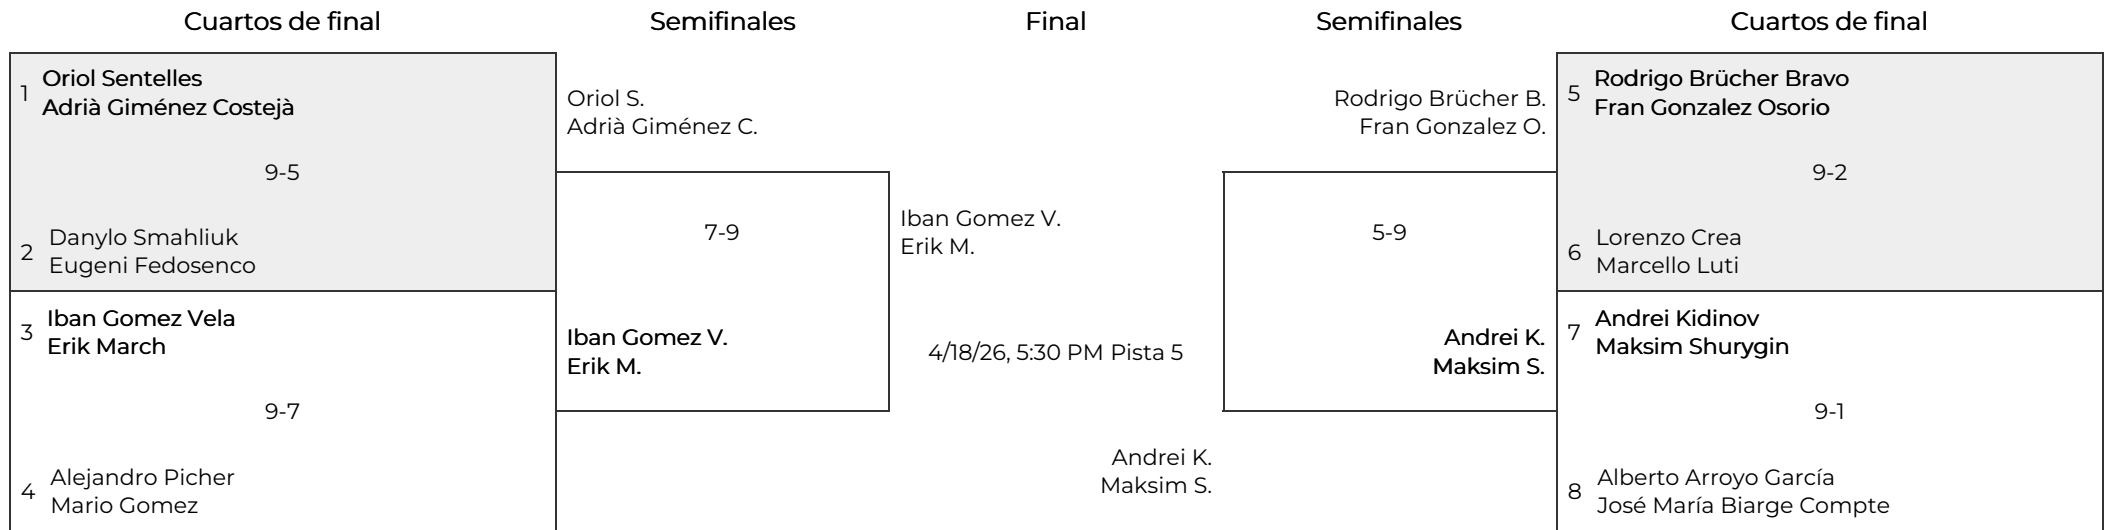 Cuartos de final
Semifinales
Final
Semifinales
Cuartos de final
1
Oriol Sentelles
Adrià Giménez Costejà
9-5
2
Danylo Smahliuk
Eugeni Fedosenco
3
Iban Gomez Vela
Erik March
9-7
4
Alejandro Picher
Mario Gomez
Oriol S.
Adrià Giménez C.
7-9
Iban Gomez V.
Erik M.
Iban Gomez V.
Erik M.
4/18/26, 5:30 PM Pista 5
Andrei K.
Maksim S.
Rodrigo Brücher B.
Fran Gonzalez O.
5-9
Andrei K.
Maksim S.
5
Rodrigo Brücher Bravo
Fran Gonzalez Osorio
9-2
6
Lorenzo Crea
Marcello Luti
7
Andrei Kidinov
Maksim Shurygin
9-1
8
Alberto Arroyo García
José María Biarge Compte